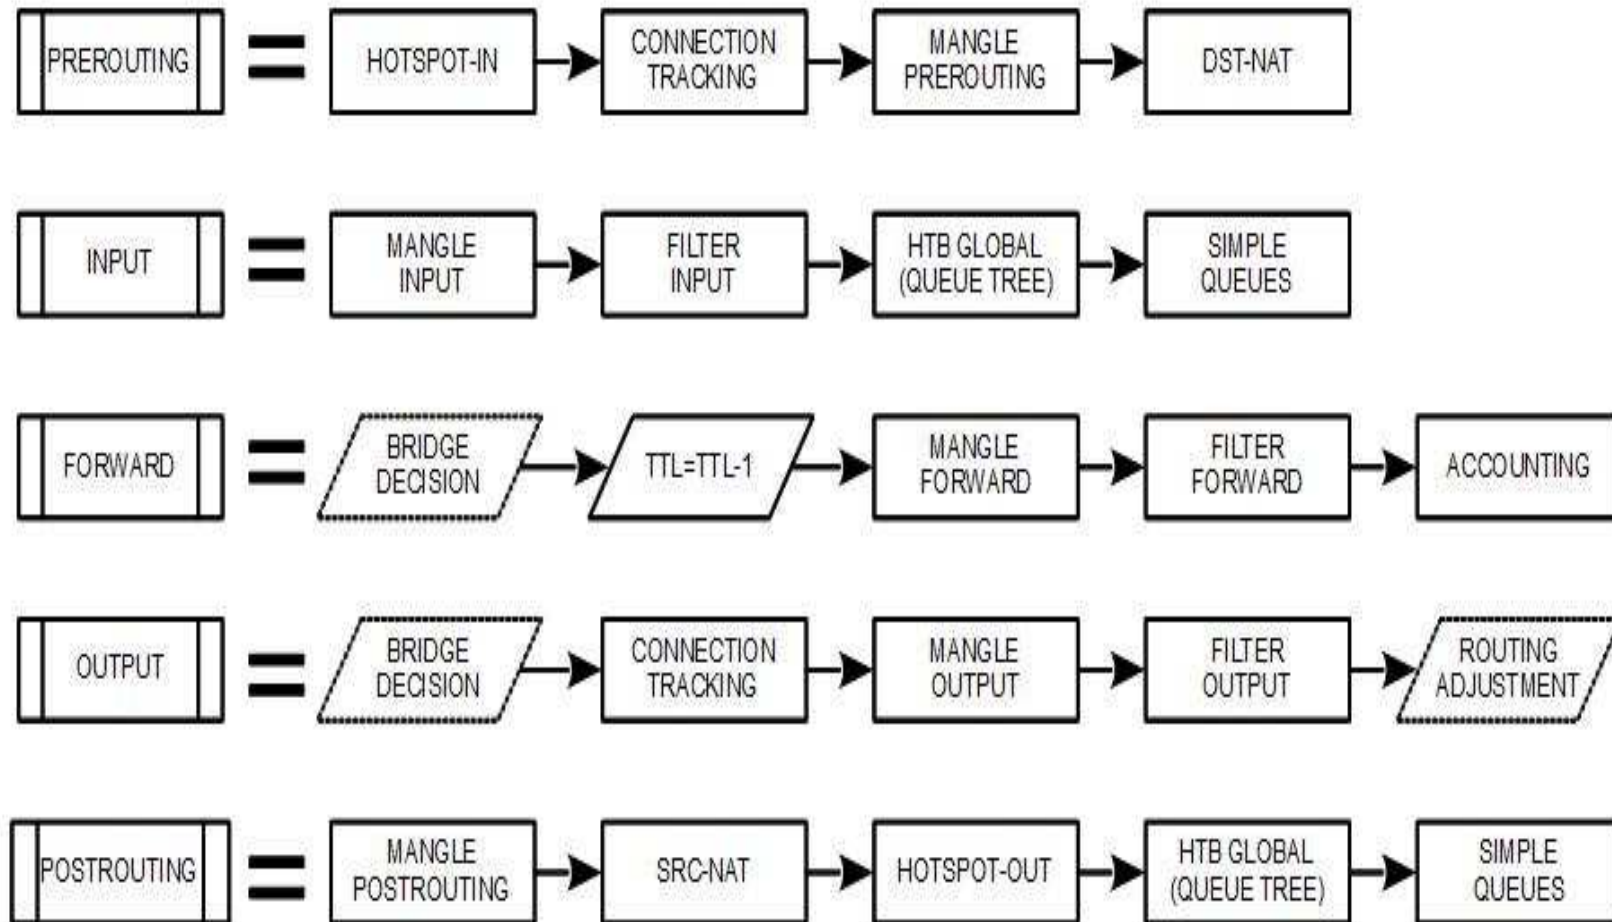 PREROUTING
HOTSPOT-IN
CONNECTION
TRACKING
MANGLE
PREROUTING
DST-NAT
INPUT
MANGLE
INPUT
FILTER
INPUT
HTB GLOBAL
(QUEUE TREE)
SIMPLE
QUEUES
FORWARD
BRIDGE
DECISION
TTL=TTL-1
MANGLE
FORWARD
FILTER
FORWARD
ACCOUNTING
OUTPUT
BRIDGE
DECISION
CONNECTION
TRACKING
MANGLE
OUTPUT
FILTER
OUTPUT
ROUTING
ADJUSTMENT
POSTROUTING
MANGLE
POSTROUTING
SRC-NAT
HOTSPOT-OUT
HTB GLOBAL
(QUEUE TREE)
SIMPLE
QUEUES